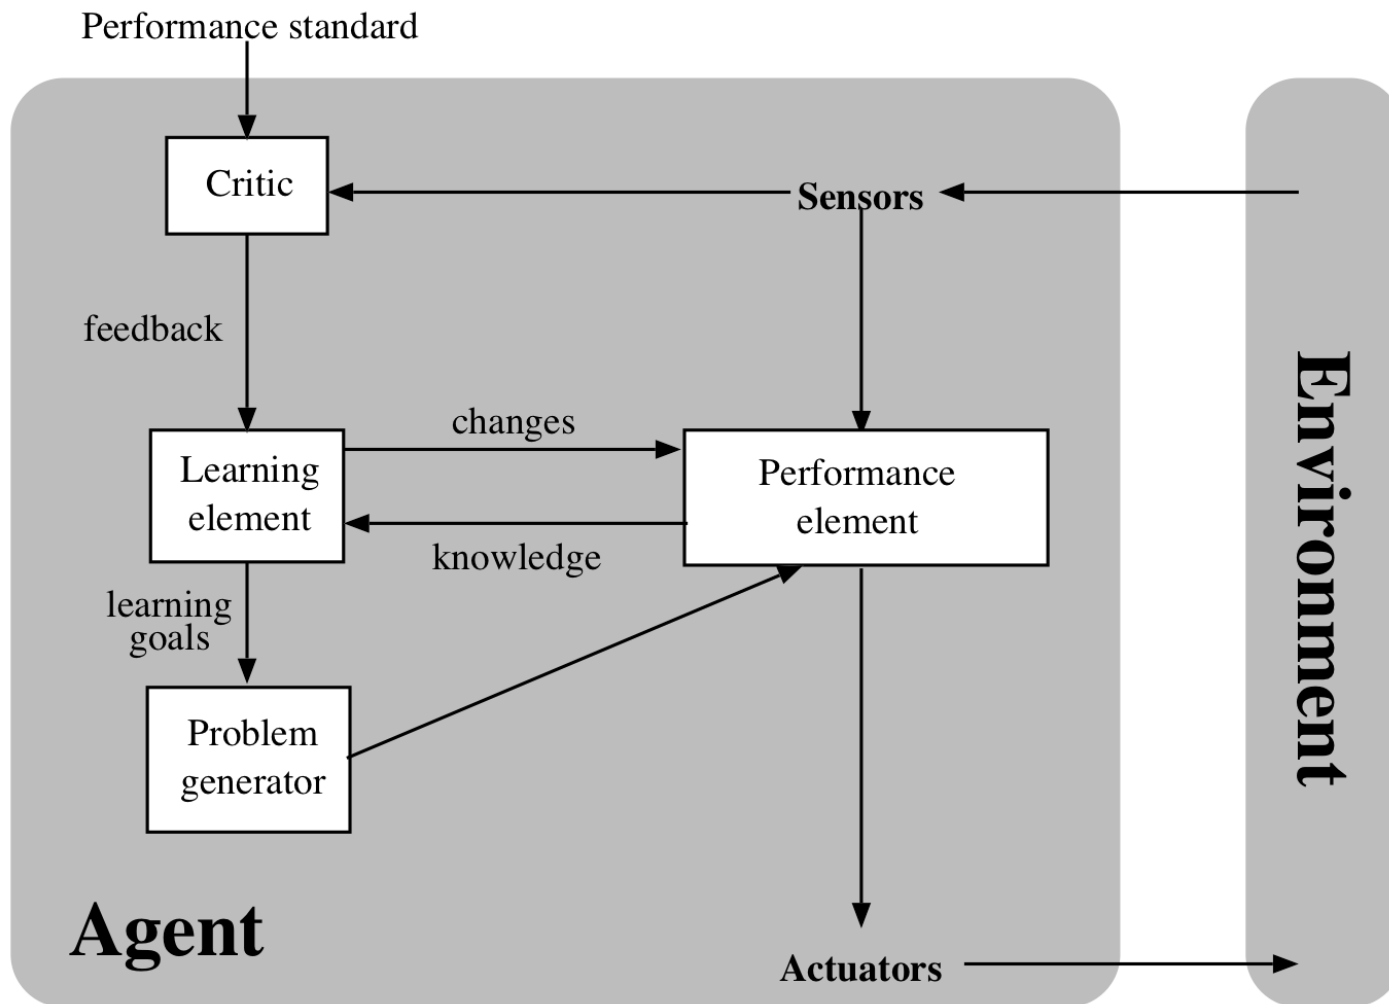 Performance standard
Critic
Sensors
feedback
changes
Learning
element
Performance
element
knowledge
learning
goals
Problem
generator
Agent
Actuators
Environment